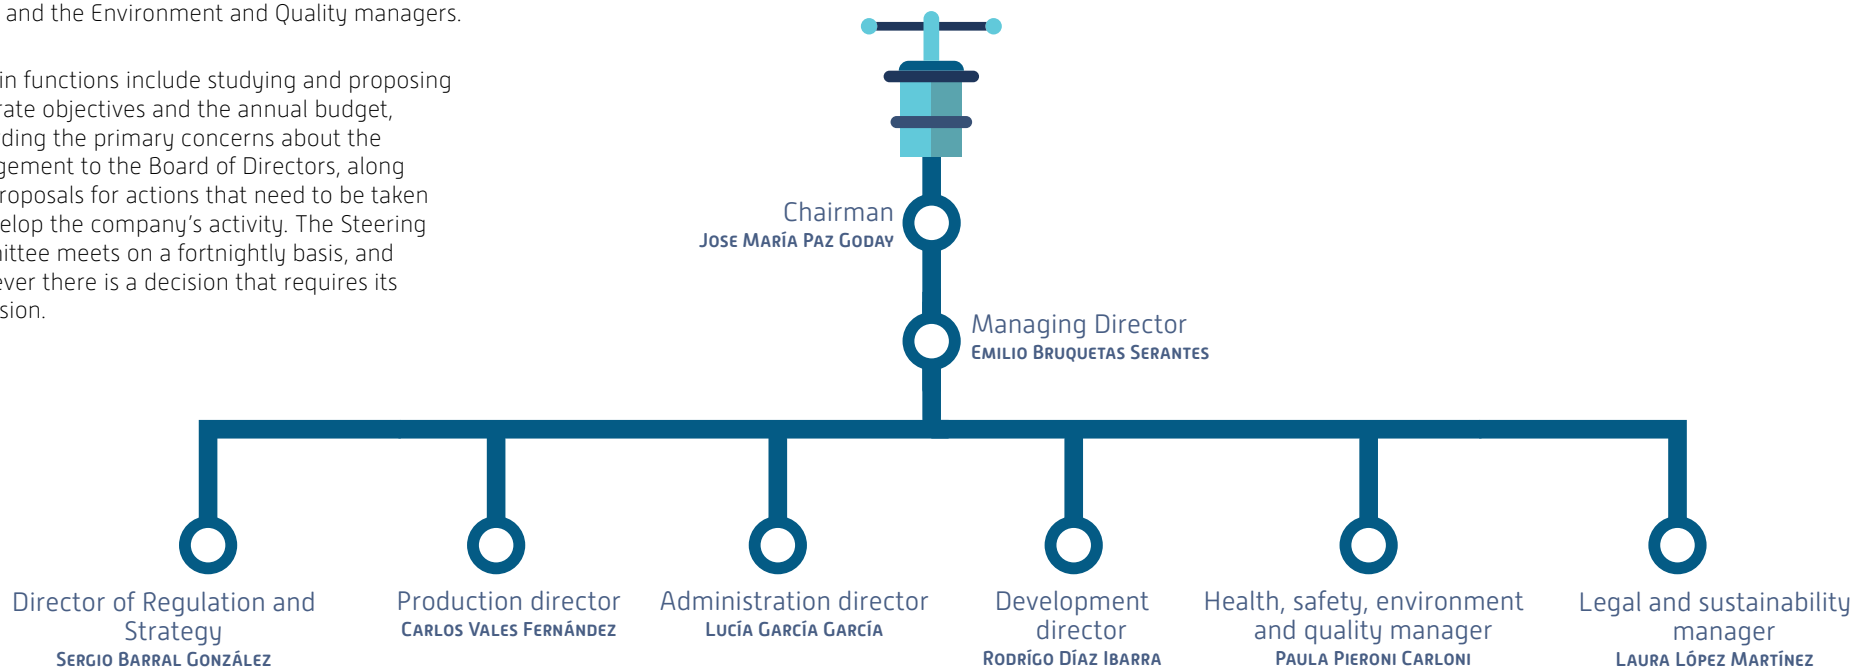 and the Environment and Quality managers.
in functions include studying and proposing
rate objectives and the annual budget,
ding the primary concerns about the
gement to the Board of Directors, along
roposals for actions that need to be taken
elop the company's activity. The Steering
ittee meets on a fortnightly basis, and
ever there is a decision that requires its
sion.
Chairman
Jose María Paz Goday
Managing Director
Emilio Bruquetas Serantes
Director of Regulation and
Strategy
Sergio Barral González
Production director
Carlos Vales Fernández
Administration director
Lucía García García
Development
director
Rodrígo Díaz Ibarra
Health, safety, environment
and quality manager
Paula Pieroni Carloni
Legal and sustainability
manager
Laura López Martínez